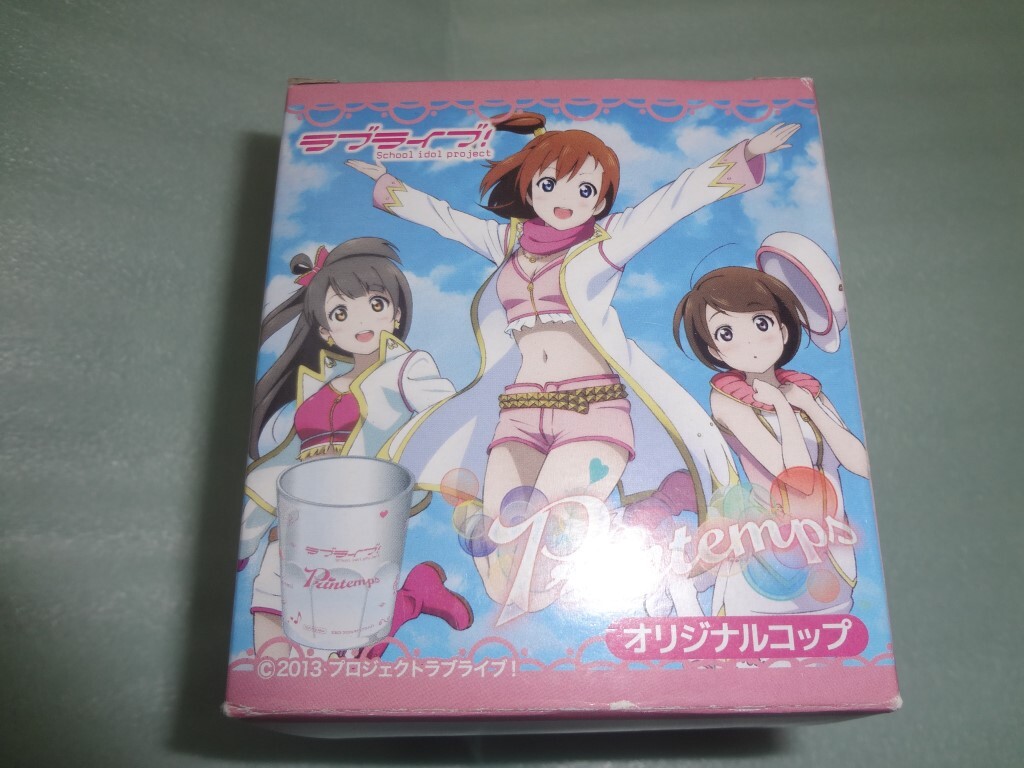 ラブライブ!
School idol project
ラブライブ!
Printemps
Printemps
オリジナルコップ
©2013 プロジェクトラブライブ!